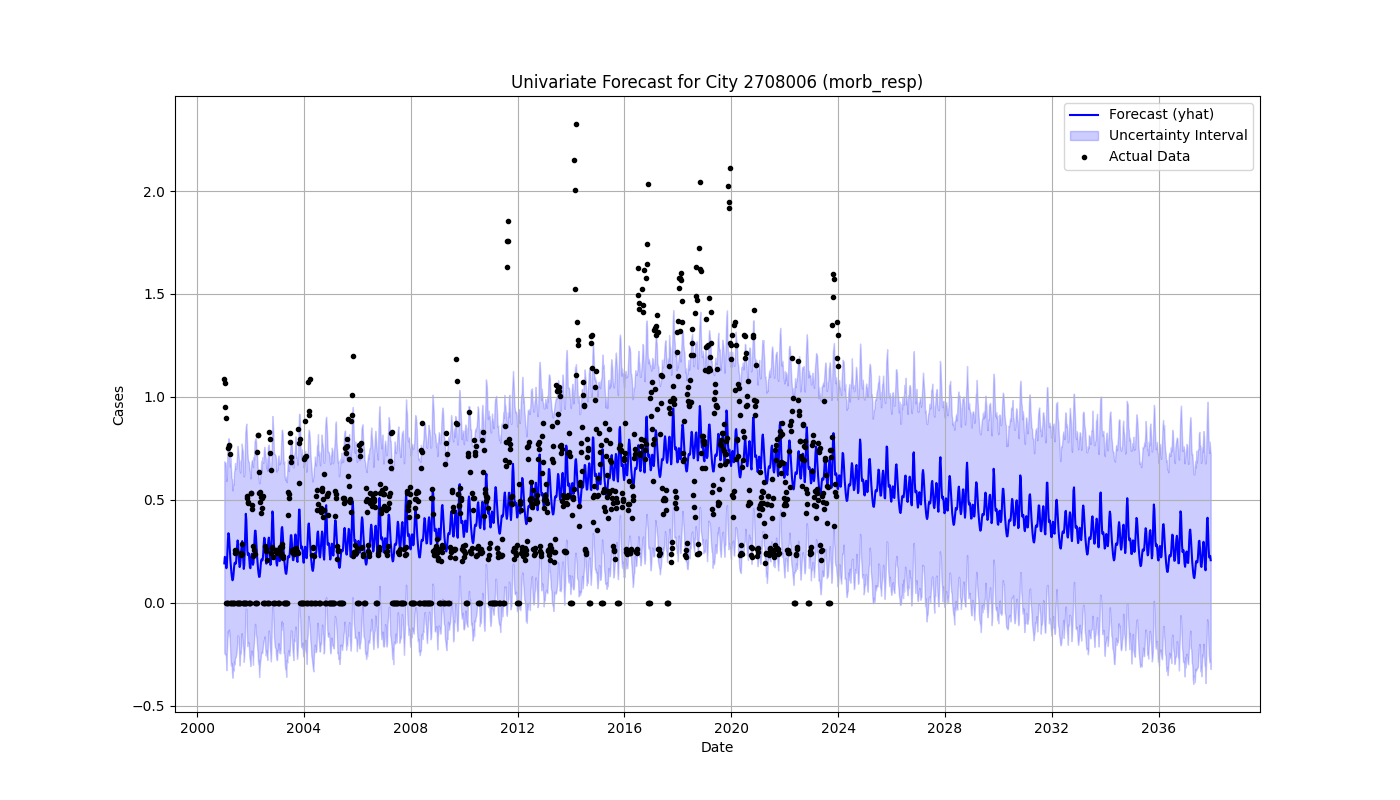 Univariate Forecast for City 2708006 (morb_resp)
Forecast (yhat)
Uncertainty Interval
Actual Data
Cases
2.0
1.5
1.0
0.5
0.0
−0.5
2000 2004 2008 2012 2016 2020 2024 2028 2032 2036
Date